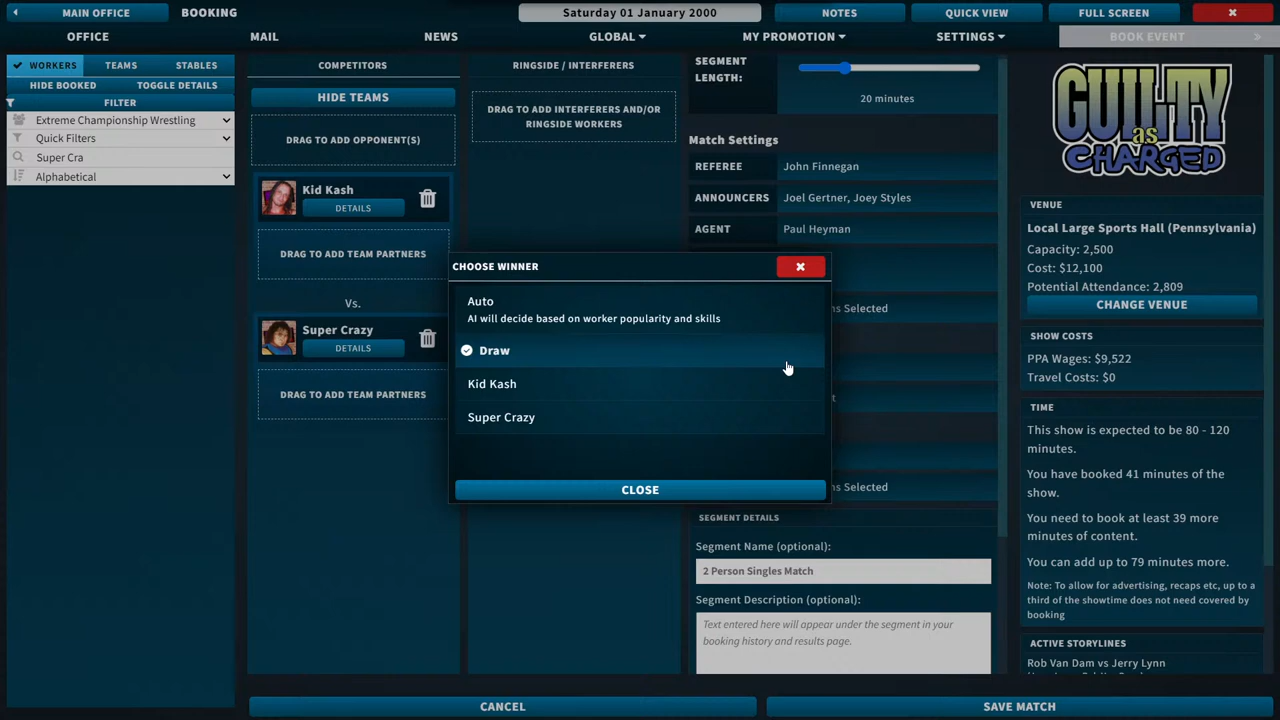 MAIN OFFICE
BOOKING
Saturday 01 January 2000
NOTES
QUICK VIEW
FULL SCREEN
OFFICE
MAIL
NEWS
GLOBAL
MY PROMOTION
SETTINGS
BOOK EVENT
WORKERS
TEAMS
STABLES
HIDE BOOKED
TOGGLE DETAILS
FILTER
Extreme Championship Wrestling
Quick Filters
Super Cra
Alphabetical
COMPETITORS
HIDE TEAMS
DRAG TO ADD OPPONENT(S)
Kid Kash
DETAILS
DRAG TO ADD TEAM PARTNERS
Vs.
Super Crazy
DETAILS
DRAG TO ADD TEAM PARTNERS
RINGSIDE / INTERFERERS
DRAG TO ADD INTERFERERS AND/OR
RINGSIDE WORKERS
SEGMENT
LENGTH:
20 minutes
Match Settings
REFEREE
John Finnegan
ANNOUNCERS
Joel Gertner, Joey Styles
AGENT
Paul Heyman
ns Selected
ns Selected
CHOOSE WINNER
Auto
AI will decide based on worker popularity and skills
Draw
Kid Kash
Super Crazy
CLOSE
SEGMENT DETAILS
Segment Name (optional):
2 Person Singles Match
Segment Description (optional):
Text entered here will appear under the segment in your
booking history and results page.
GUILTY
as
CHARGED
VENUE
Local Large Sports Hall (Pennsylvania)
Capacity: 2,500
Cost: $12,100
Potential Attendance: 2,809
CHANGE VENUE
SHOW COSTS
PPA Wages: $9,522
Travel Costs: $0
TIME
This show is expected to be 80 - 120
minutes.
You have booked 41 minutes of the
show.
You need to book at least 39 more
minutes of content.
You can add up to 79 minutes more.
Note: To allow for advertising, recaps etc, up to a
third of the showtime does not need covered by
booking
ACTIVE STORYLINES
Rob Van Dam vs Jerry Lynn
CANCEL
SAVE MATCH